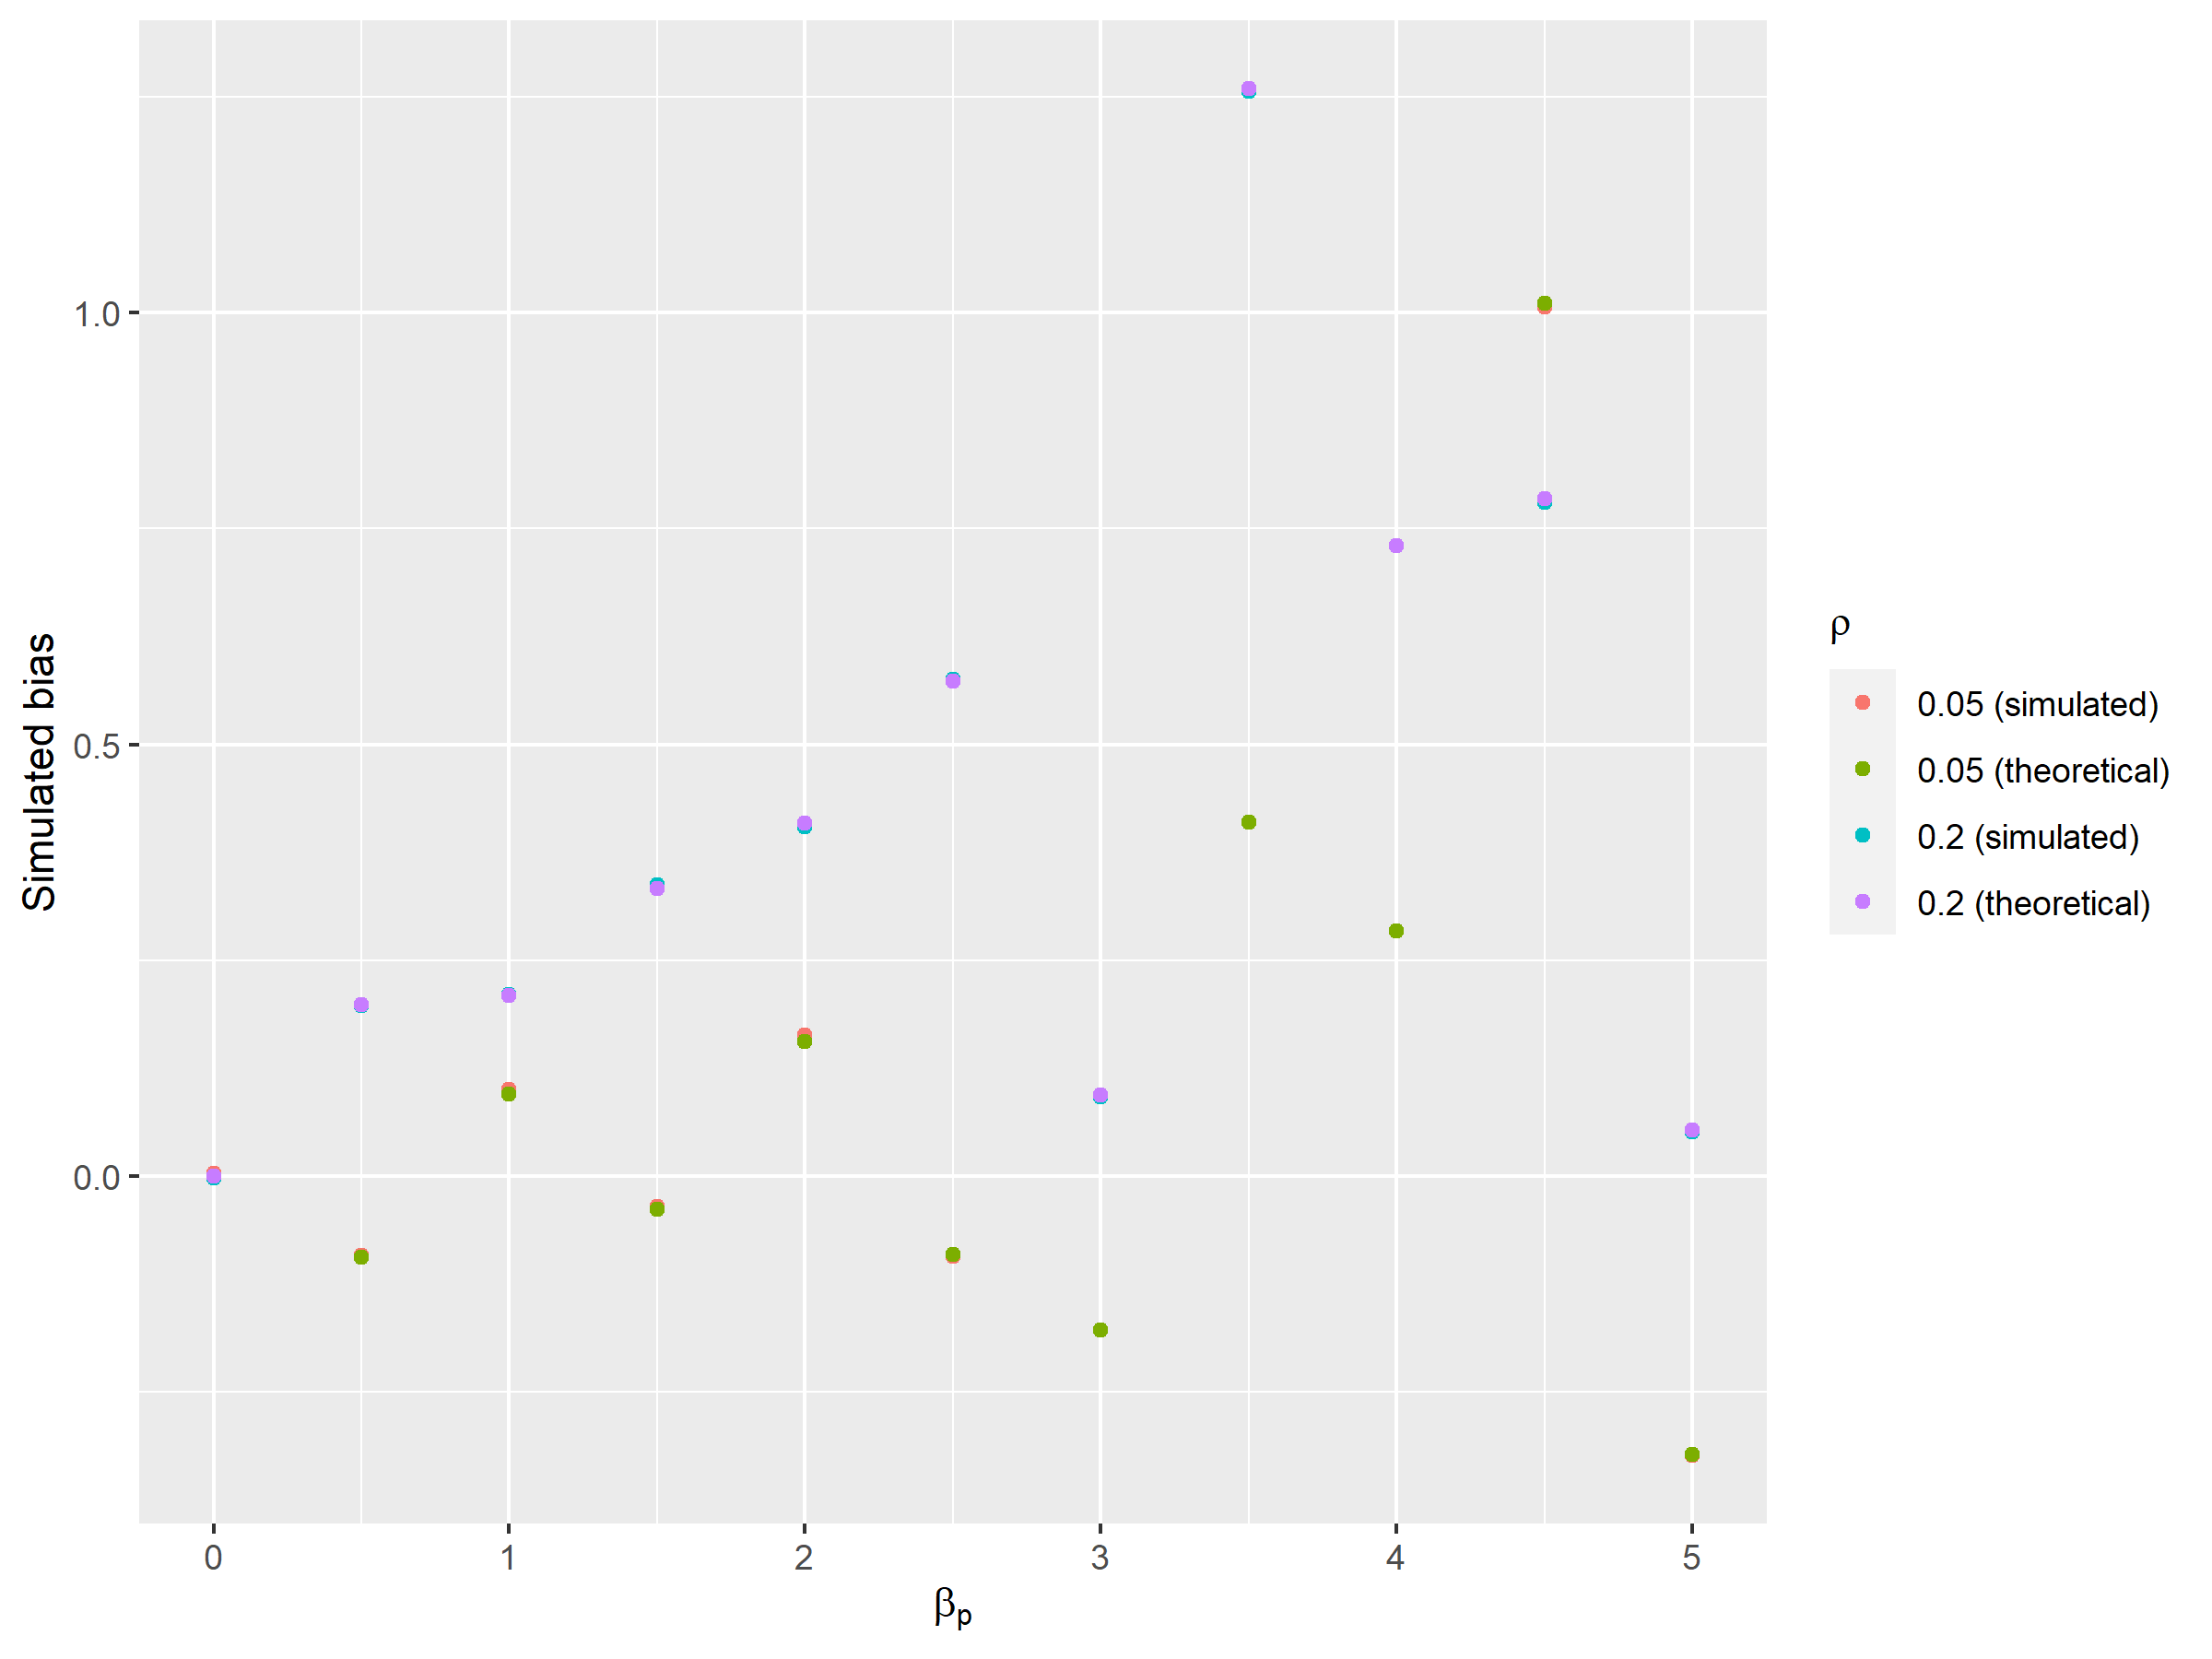 1.0
0.5
0.0
Simulated bias
0 1 2 3 4 5
βp
ρ
0.05 (simulated)
0.05 (theoretical)
0.2 (simulated)
0.2 (theoretical)